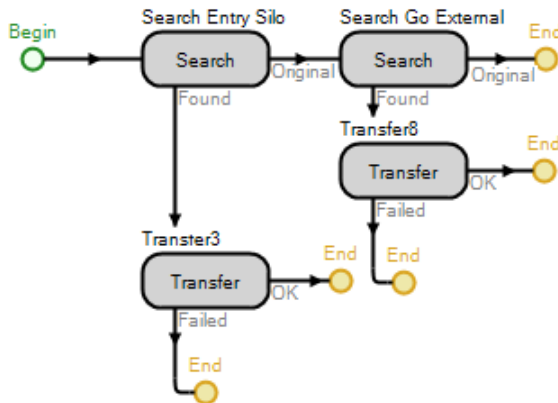 Search Entry Silo
Search Go External
Begin
End
Search
Search
Original
Original
Found
Found
Transfer8
End
Transfer
OK
Failed
Transter3
End
End
Transfer
OK
Failed
End